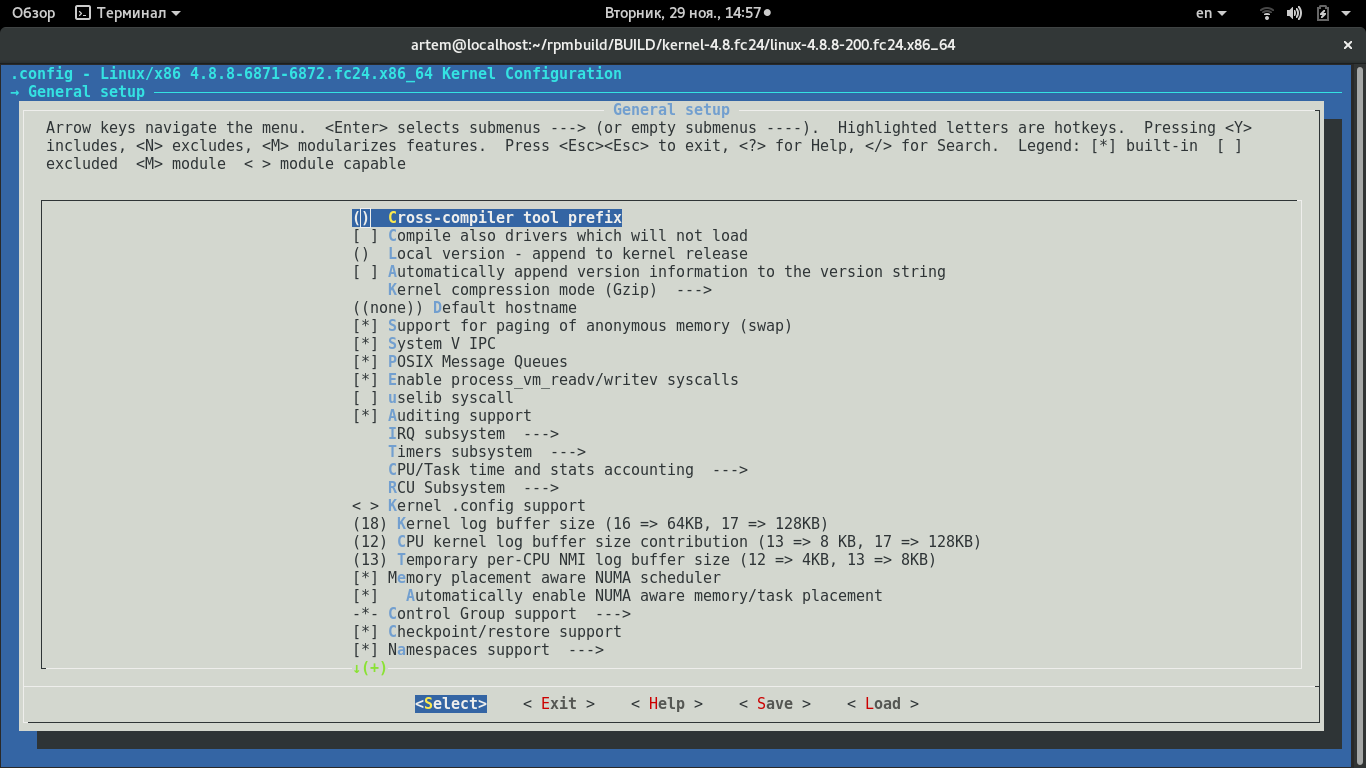 Обзор Терминал Вторник, 29 ноя., 14:57 en
artem@localhost:~/rpmbuild/BUILD/kernel-4.8.fc24/linux-4.8.8-200.fc24.x86_64
.config - Linux/x86 4.8.8-6871-6872.fc24.x86_64 Kernel Configuration
→ General setup
General setup
Arrow keys navigate the menu.  <Enter> selects submenus ---> (or empty submenus ----).  Highlighted letters are hotkeys.  Pressing <Y>
includes, <N> excludes, <M> modularizes features.  Press <Esc><Esc> to exit, <?> for Help, </> for Search.  Legend: [*] built-in  [ ]
excluded  <M> module  < > module capable
()  Cross-compiler tool prefix
[ ] Compile also drivers which will not load
()  Local version - append to kernel release
[ ] Automatically append version information to the version string
Kernel compression mode (Gzip)  --->
((none)) Default hostname
[*] Support for paging of anonymous memory (swap)
[*] System V IPC
[*] POSIX Message Queues
[*] Enable process_vm_readv/writev syscalls
[ ] uselib syscall
[*] Auditing support
IRQ subsystem  --->
Timers subsystem  --->
CPU/Task time and stats accounting  --->
RCU Subsystem  --->
< > Kernel .config support
(18) Kernel log buffer size (16 => 64KB, 17 => 128KB)
(12) CPU kernel log buffer size contribution (13 => 8 KB, 17 => 128KB)
(13) Temporary per-CPU NMI log buffer size (12 => 4KB, 13 => 8KB)
[*] Memory placement aware NUMA scheduler
[*]   Automatically enable NUMA aware memory/task placement
-*- Control Group support  --->
[*] Checkpoint/restore support
[*] Namespaces support  --->
↓(+)
<Select>    < Exit >    < Help >    < Save >    < Load >